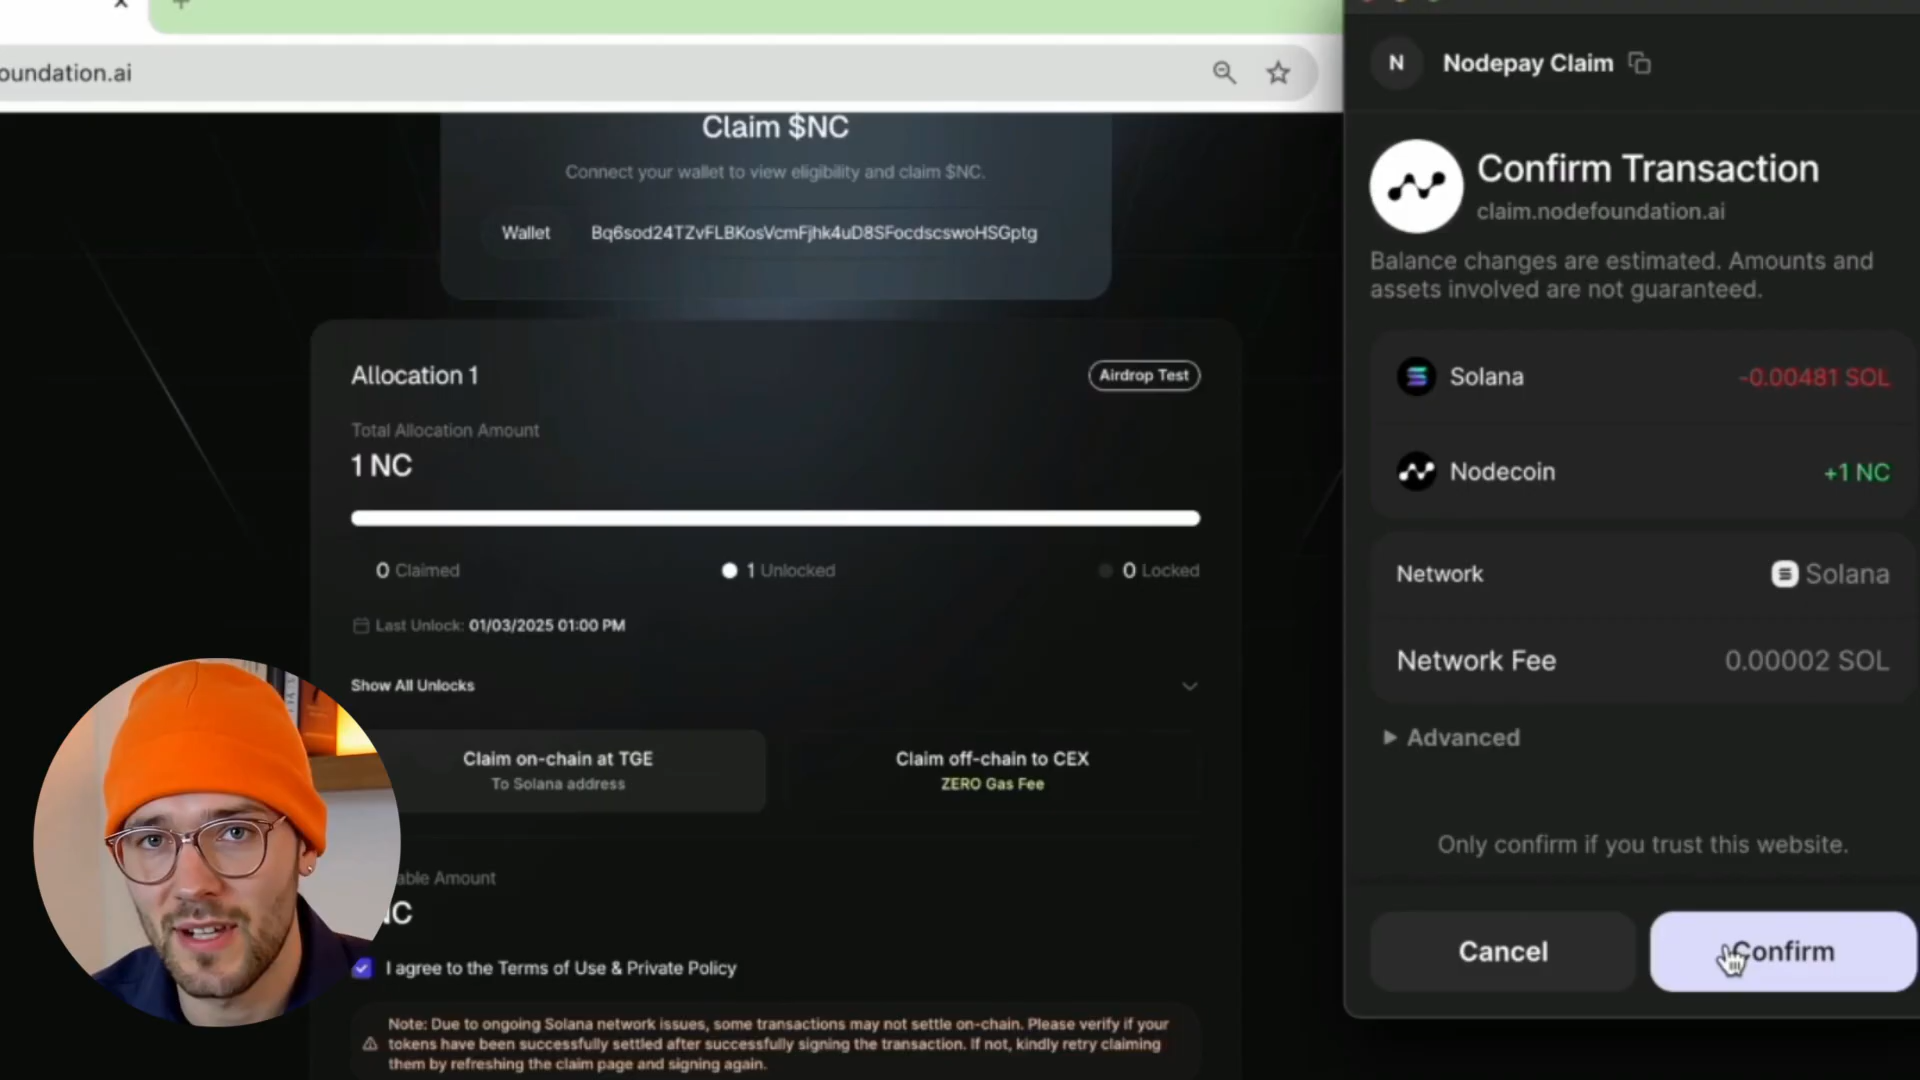 oundation.ai
Claim $NC
Connect your wallet to view eligibility and claim $NC.
Wallet Bq6sod24TZvFLBKosVcmFjhk4uD8SFocdscswoHSGptg
Allocation 1
Airdrop Test
Total Allocation Amount
1 NC
0 Claimed
1 Unlocked
0 Locked
Last Unlock: 01/03/2025 01:00 PM
Show All Unlocks
Claim on-chain at TGE
To Solana address
Claim off-chain to CEX
ZERO Gas Fee
able Amount
NC
I agree to the Terms of Use & Private Policy
Note: Due to ongoing Solana network issues, some transactions may not settle on-chain. Please verify if your
tokens have been successfully settled after successfully signing the transaction. If not, kindly retry claiming
them by refreshing the claim page and signing again.
N Nodepay Claim
Confirm Transaction
claim.nodefoundation.ai
Balance changes are estimated. Amounts and
assets involved are not guaranteed.
Solana -0.00481 SOL
Nodecoin +1 NC
Network Solana
Network Fee 0.00002 SOL
Advanced
Only confirm if you trust this website.
Cancel
Confirm